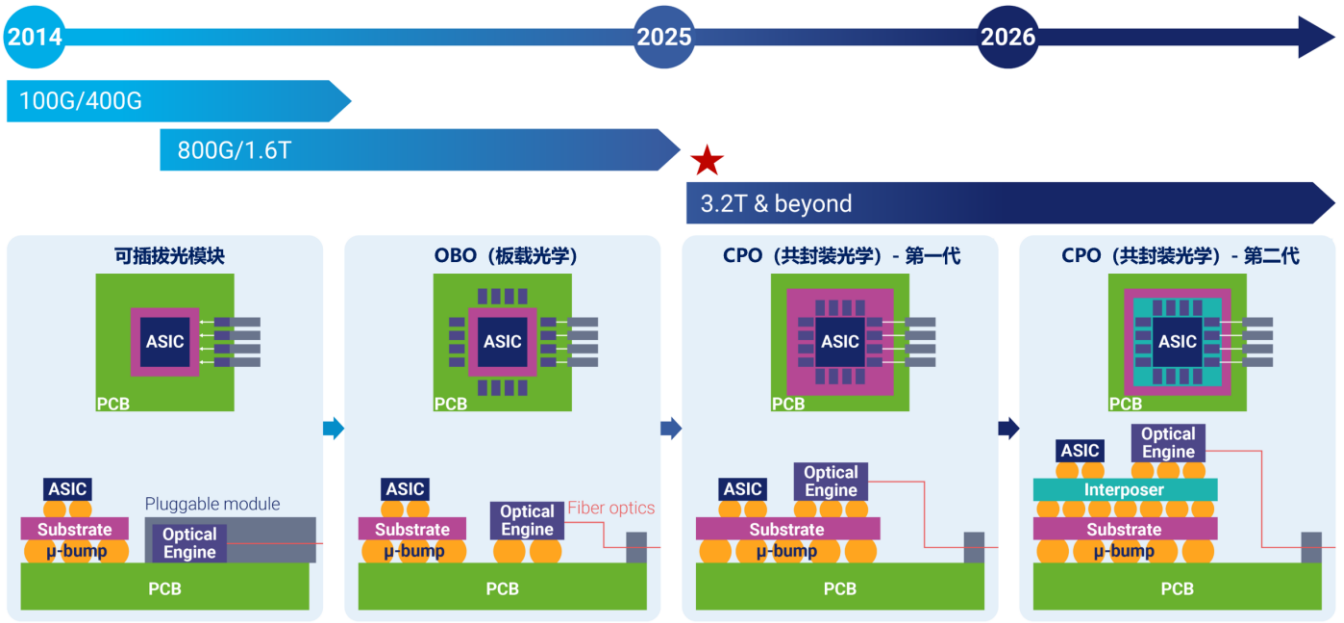 2014
2025
2026
100G/400G
800G/1.6T
3.2T & beyond
可插拔光模块
ASIC
PCB
ASIC
Substrate
μ-bump
Pluggable module
Optical
Engine
PCB
OBO（板载光学）
ASIC
PCB
ASIC
Substrate
μ-bump
Optical
Engine
Fiber optics
PCB
CPO（共封装光学）- 第一代
ASIC
PCB
ASIC
Optical
Engine
Substrate
μ-bump
PCB
CPO（共封装光学）- 第二代
ASIC
PCB
ASIC
Optical
Engine
Interposer
Substrate
μ-bump
PCB